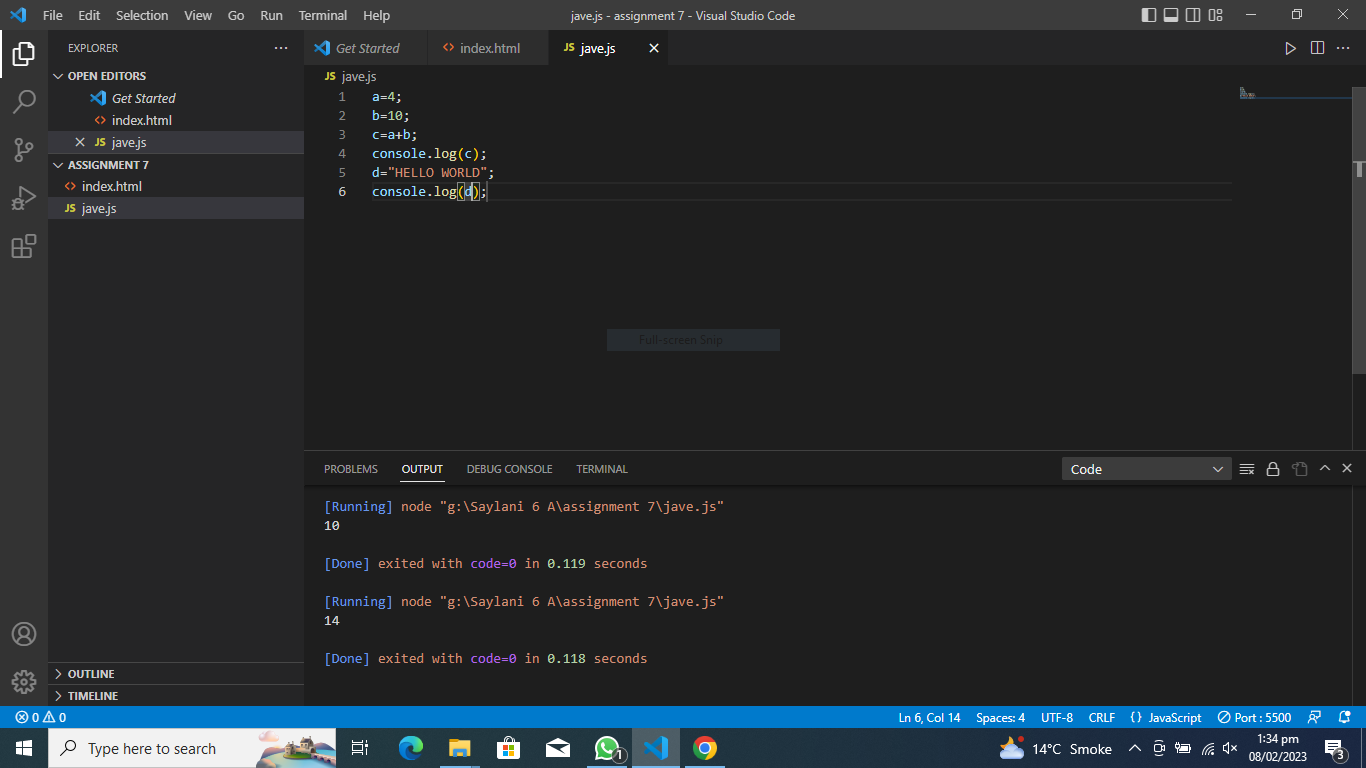 File Edit Selection View Go Run Terminal Help
jave.js - assignment 7 - Visual Studio Code
EXPLORER
OPEN EDITORS
Get Started
index.html
JS jave.js
ASSIGNMENT 7
index.html
JS jave.js
OUTLINE
TIMELINE
Get Started index.html JS jave.js
JS jave.js
1 a=4;
2 b=10;
3 c=a+b;
4 console.log(c);
5 d="HELLO WORLD";
6 console.log(d);
Full-screen Snip
PROBLEMS OUTPUT DEBUG CONSOLE TERMINAL
Code
[Running] node "g:\Saylani 6 A\assignment 7\jave.js"
10
[Done] exited with code=0 in 0.119 seconds
[Running] node "g:\Saylani 6 A\assignment 7\jave.js"
14
[Done] exited with code=0 in 0.118 seconds
0 0 Ln 6, Col 14 Spaces: 4 UTF-8 CRLF {} JavaScript Port : 5500
Type here to search
1
14°C Smoke
1:34 pm
08/02/2023
3